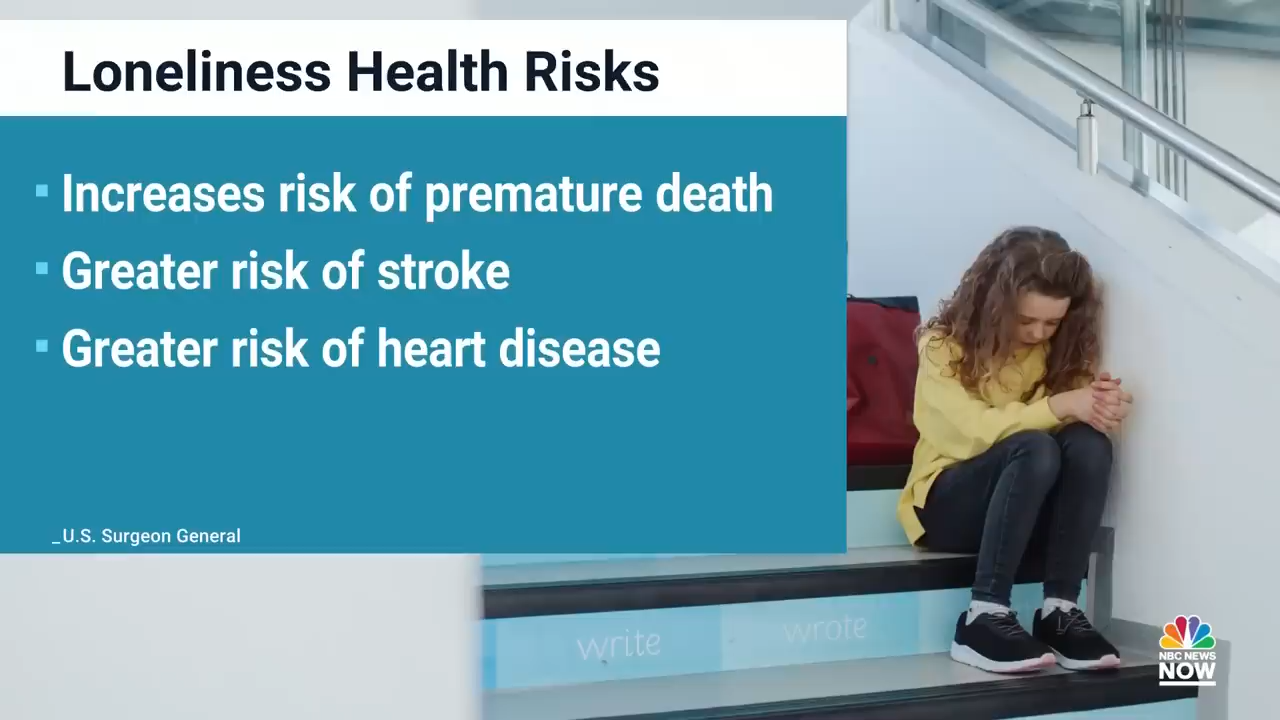 Loneliness Health Risks
▪ Increases risk of premature death
▪ Greater risk of stroke
▪ Greater risk of heart disease
_U.S. Surgeon General
write wrote
NBC NEWS
NOW